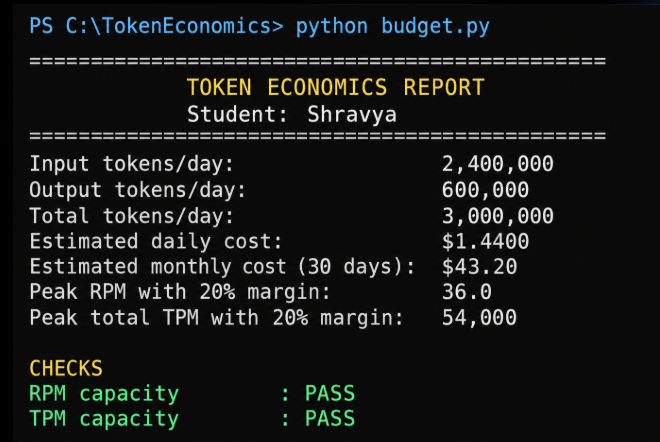 PS C:\TokenEconomics> python budget.py
===============================================
TOKEN ECONOMICS REPORT
Student: Shravya
===============================================
Input tokens/day: 2,400,000
Output tokens/day: 600,000
Total tokens/day: 3,000,000
Estimated daily cost: $1.4400
Estimated monthly cost (30 days): $43.20
Peak RPM with 20% margin: 36.0
Peak total TPM with 20% margin: 54,000
CHECKS
RPM capacity : PASS
TPM capacity : PASS